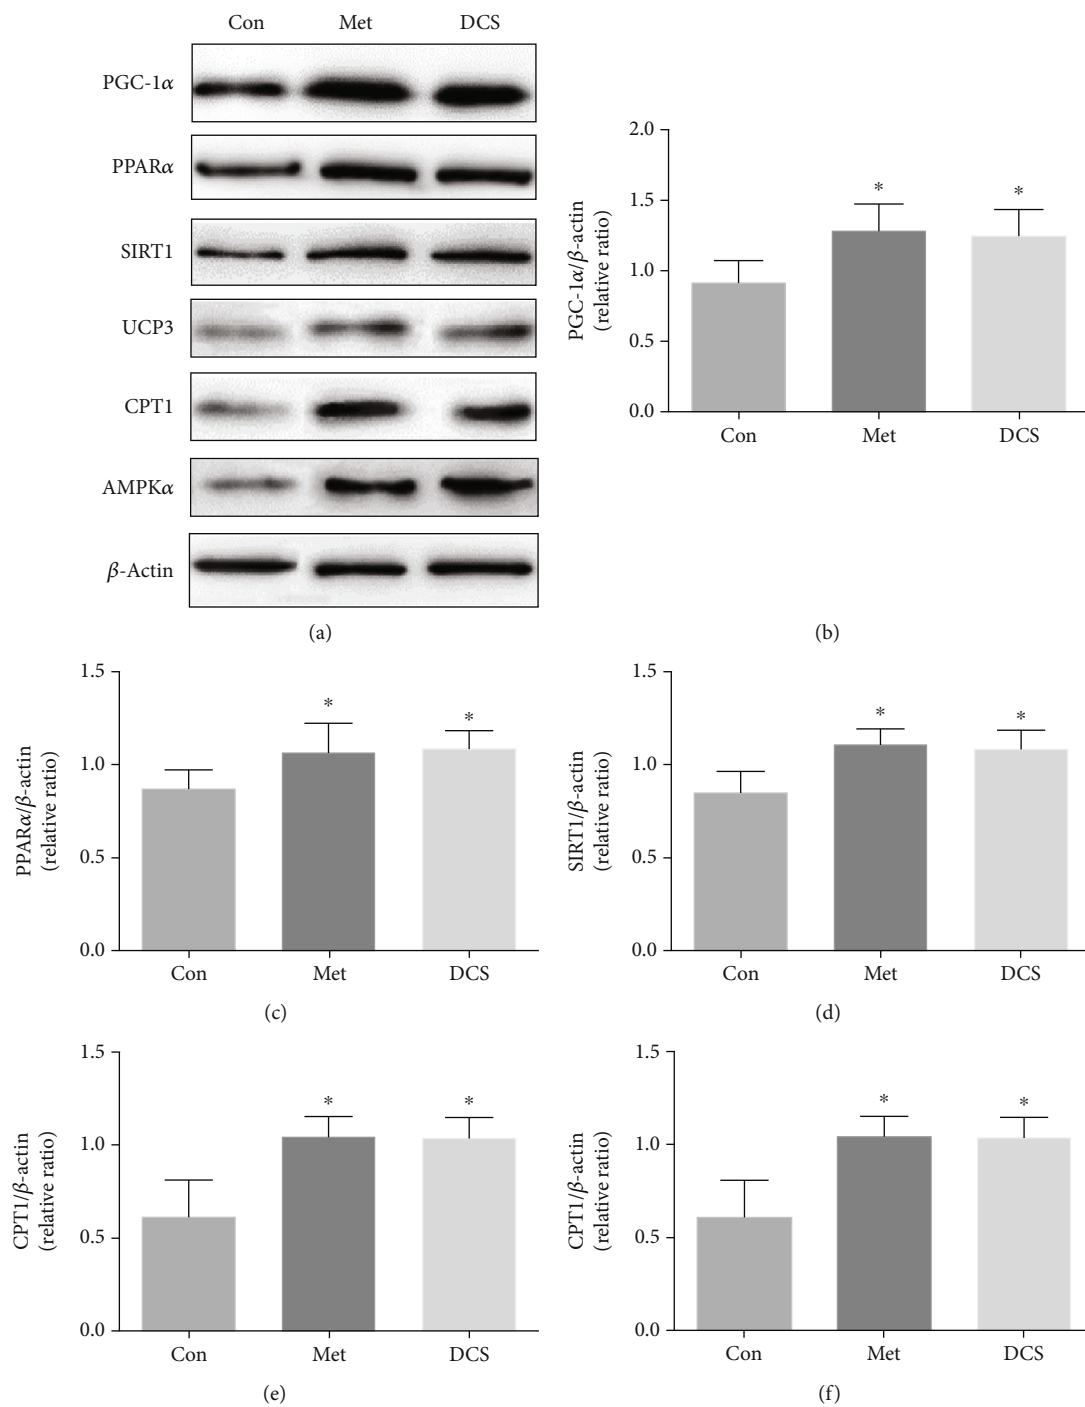 Con Met DCS
PGC-1α
PPARα
SIRT1
UCP3
CPT1
AMPKα
β-Actin
(a)
PGC-1α/β-actin
(relative ratio)
2.0
1.5
1.0
0.5
0.0
* *
Con Met DCS
(b)
PPARα/β-actin
(relative ratio)
1.5
1.0
0.5
0.0
* *
Con Met DCS
(c)
SIRT1/β-actin
(relative ratio)
1.5
1.0
0.5
0.0
* *
Con Met DCS
(d)
CPT1/β-actin
(relative ratio)
1.5
1.0
0.5
0.0
* *
Con Met DCS
(e)
CPT1/β-actin
(relative ratio)
1.5
1.0
0.5
0.0
* *
Con Met DCS
(f)